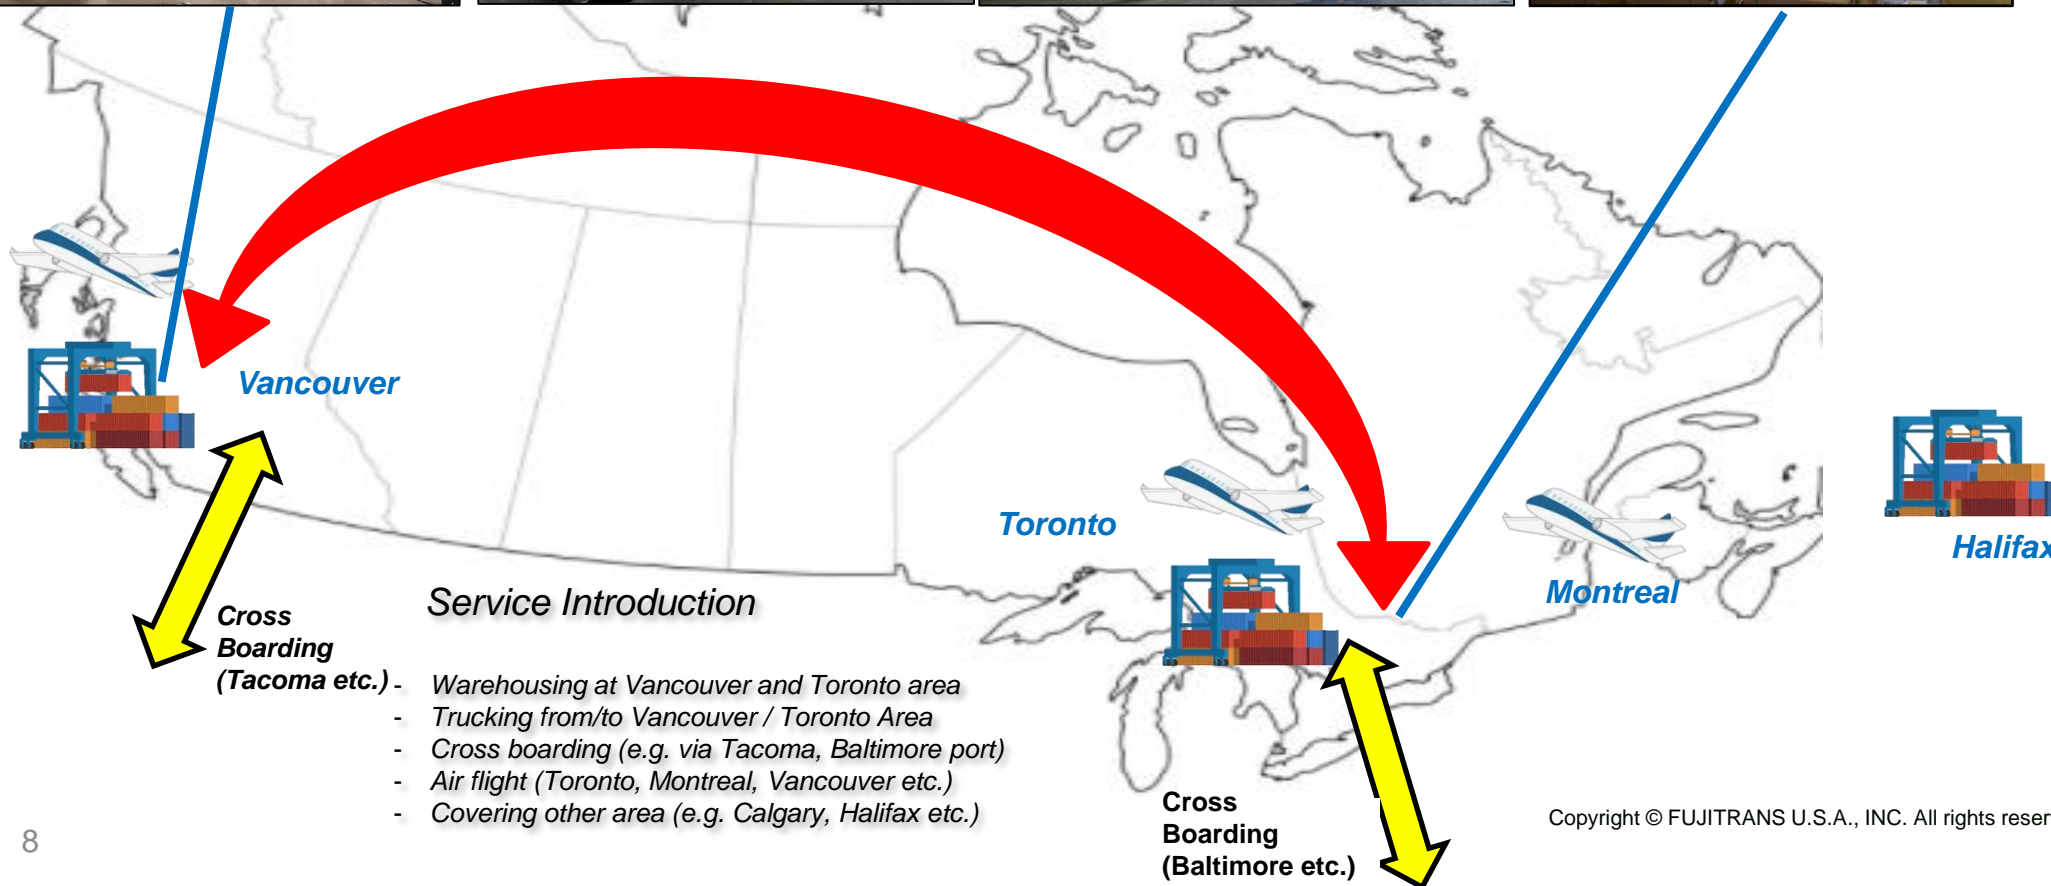 Vancouver
Toronto
Halifax
Montreal
Cross
Boarding
(Tacoma etc.)
Service Introduction
- Warehousing at Vancouver and Toronto area
- Trucking from/to Vancouver / Toronto Area
- Cross boarding (e.g. via Tacoma, Baltimore port)
- Air flight (Toronto, Montreal, Vancouver etc.)
- Covering other area (e.g. Calgary, Halifax etc.)
Cross
Boarding
(Baltimore etc.)
Copyright © FUJITRANS U.S.A., INC. All rights reser
8